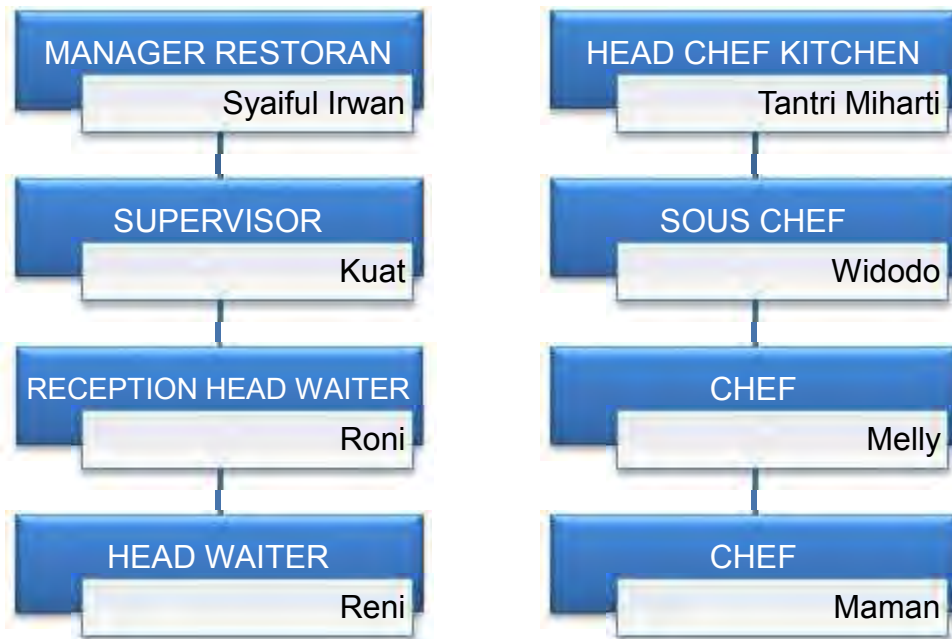 MANAGER RESTORAN
Syaiful Irwan
SUPERVISOR
Kuat
RECEPTION HEAD WAITER
Roni
HEAD WAITER
Reni
HEAD CHEF KITCHEN
Tantri Miharti
SOUS CHEF
Widodo
CHEF
Melly
CHEF
Maman